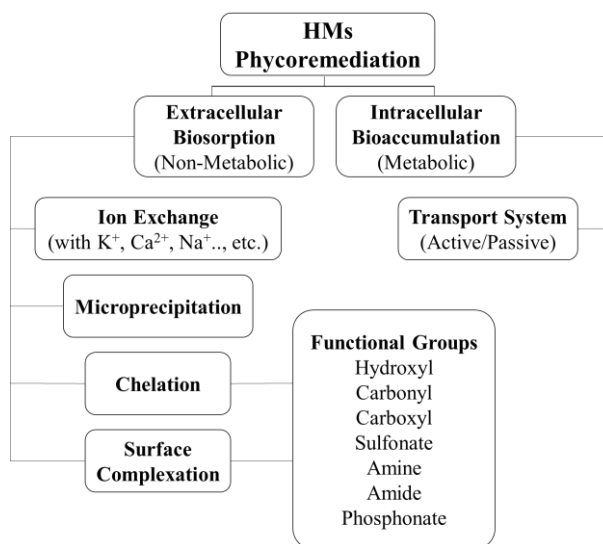 HMs
Phycoremediation
Extracellular
Biosorption
(Non-Metabolic)
Intracellular
Bioaccumulation
(Metabolic)
Ion Exchange
(with K⁺, Ca²⁺, Na⁺.., etc.)
Transport System
(Active/Passive)
Microprecipitation
Chelation
Surface
Complexation
Functional Groups
Hydroxyl
Carbonyl
Carboxyl
Sulfonate
Amine
Amide
Phosphonate